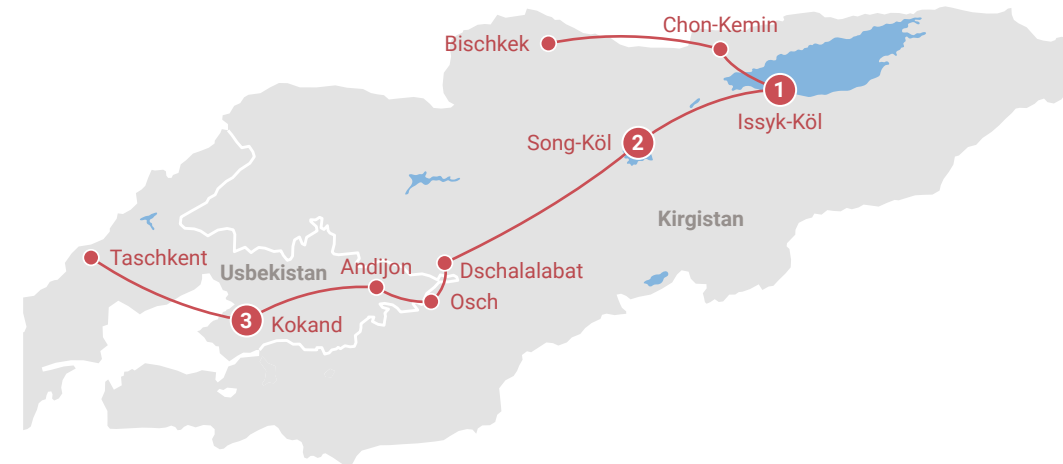 Chon-Kemin
Bischkek
1
Issyk-Köl
Song-Köl
2
Kirgistan
Taschkent
Usbekistan
Andijon
Dschalalabat
Osch
3
Kokand